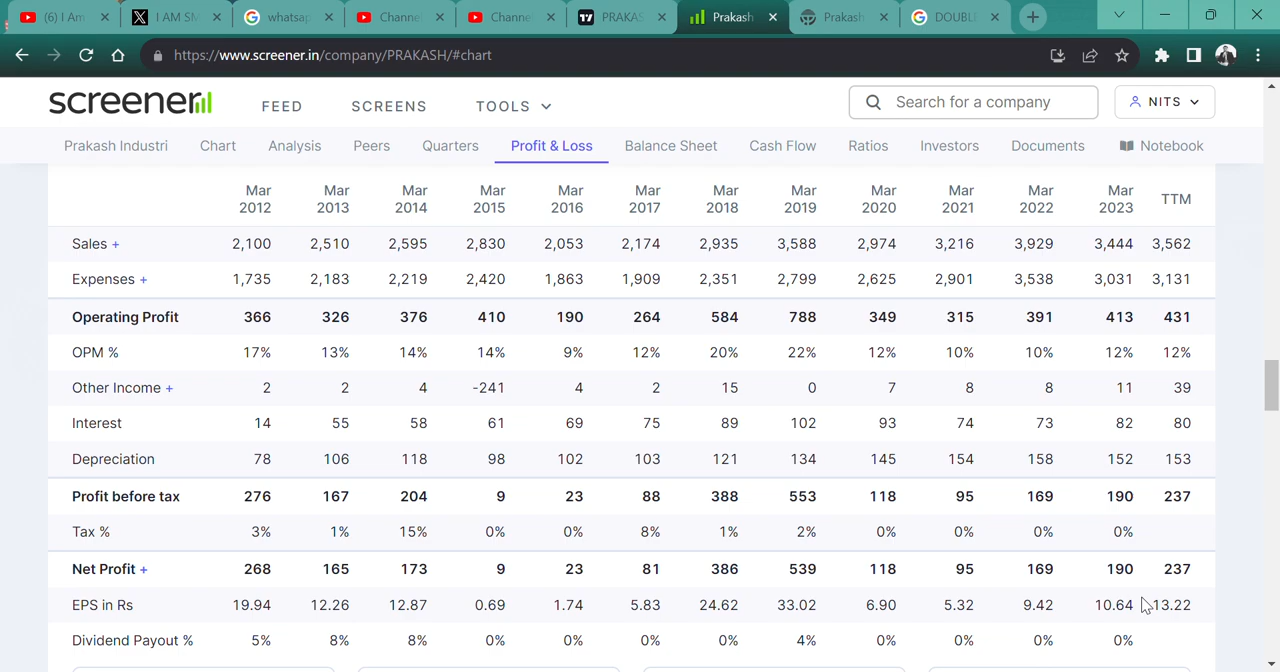 (6) I Am
I AM SM
whatsap
Channe
Channe
PRAKAS
Prakash
Prakash
DOUBLI
https://www.screener.in/company/PRAKASH/#chart
screener
FEED SCREENS TOOLS
Search for a company
NITS
Prakash Industri Chart Analysis Peers Quarters Profit & Loss Balance Sheet Cash Flow Ratios Investors Documents Notebook
Mar 2012 Mar 2013 Mar 2014 Mar 2015 Mar 2016 Mar 2017 Mar 2018 Mar 2019 Mar 2020 Mar 2021 Mar 2022 Mar 2023 TTM
Sales + 2,100 2,510 2,595 2,830 2,053 2,174 2,935 3,588 2,974 3,216 3,929 3,444 3,562
Expenses + 1,735 2,183 2,219 2,420 1,863 1,909 2,351 2,799 2,625 2,901 3,538 3,031 3,131
Operating Profit 366 326 376 410 190 264 584 788 349 315 391 413 431
OPM % 17% 13% 14% 14% 9% 12% 20% 22% 12% 10% 10% 12% 12%
Other Income + 2 2 4 -241 4 2 15 0 7 8 8 11 39
Interest 14 55 58 61 69 75 89 102 93 74 73 82 80
Depreciation 78 106 118 98 102 103 121 134 145 154 158 152 153
Profit before tax 276 167 204 9 23 88 388 553 118 95 169 190 237
Tax % 3% 1% 15% 0% 0% 8% 1% 2% 0% 0% 0% 0%
Net Profit + 268 165 173 9 23 81 386 539 118 95 169 190 237
EPS in Rs 19.94 12.26 12.87 0.69 1.74 5.83 24.62 33.02 6.90 5.32 9.42 10.64 13.22
Dividend Payout % 5% 8% 8% 0% 0% 0% 0% 4% 0% 0% 0% 0%